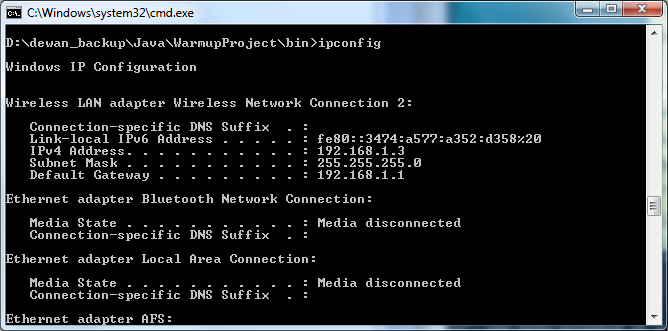 C:\Windows\system32\cmd.exe
D:\dewan_backup\Java\WarmupProject\bin>ipconfig
Windows IP Configuration
Wireless LAN adapter Wireless Network Connection 2:
Connection-specific DNS Suffix . :
Link-local IPv6 Address . . . . . : fe80::3474:a577:a352:d358%20
IPv4 Address. . . . . . . . . . . : 192.168.1.3
Subnet Mask . . . . . . . . . . . : 255.255.255.0
Default Gateway . . . . . . . . . : 192.168.1.1
Ethernet adapter Bluetooth Network Connection:
Media State . . . . . . . . . . . : Media disconnected
Connection-specific DNS Suffix . :
Ethernet adapter Local Area Connection:
Media State . . . . . . . . . . . : Media disconnected
Connection-specific DNS Suffix . :
Ethernet adapter AFS: